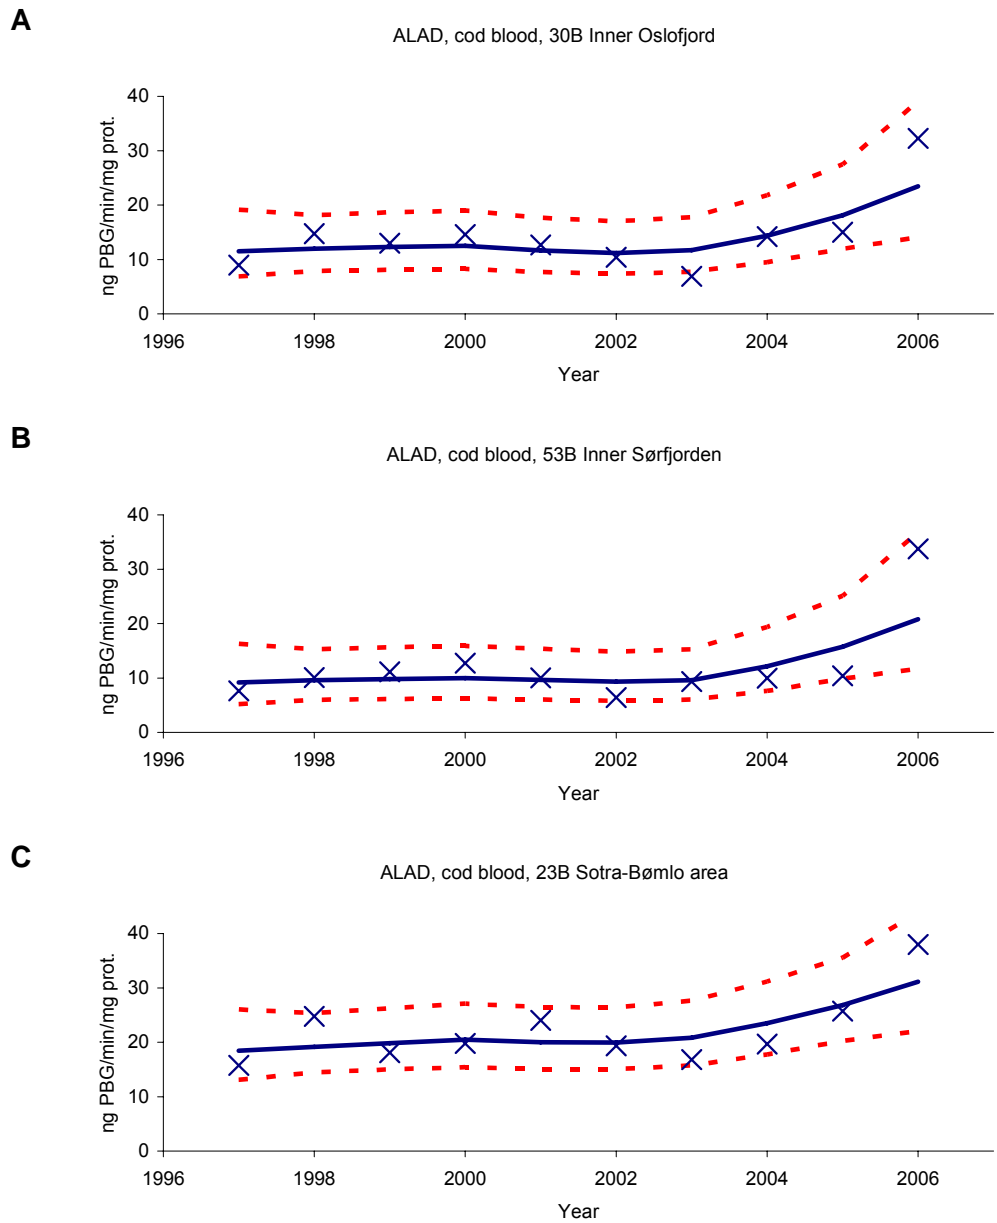 A
ALAD, cod blood, 30B Inner Oslofjord
ng PBG/min/mg prot.
40
30
20
10
0
1996 1998 2000 2002 2004 2006
Year
B
ALAD, cod blood, 53B Inner Sørfjorden
ng PBG/min/mg prot.
40
30
20
10
0
1996 1998 2000 2002 2004 2006
Year
C
ALAD, cod blood, 23B Sotra-Bømlo area
ng PBG/min/mg prot.
40
30
20
10
0
1996 1998 2000 2002 2004 2006
Year